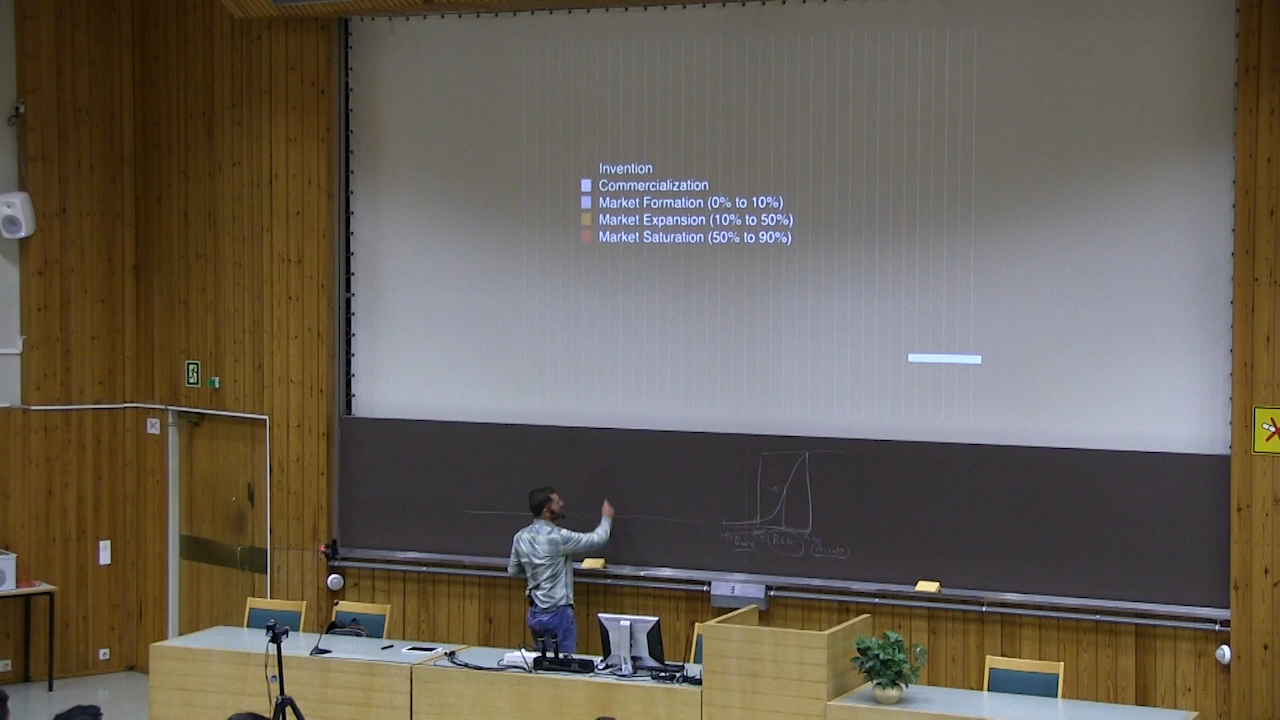 Invention
Commercialization
Market Formation (0% to 10%)
Market Expansion (10% to 50%)
Market Saturation (50% to 90%)